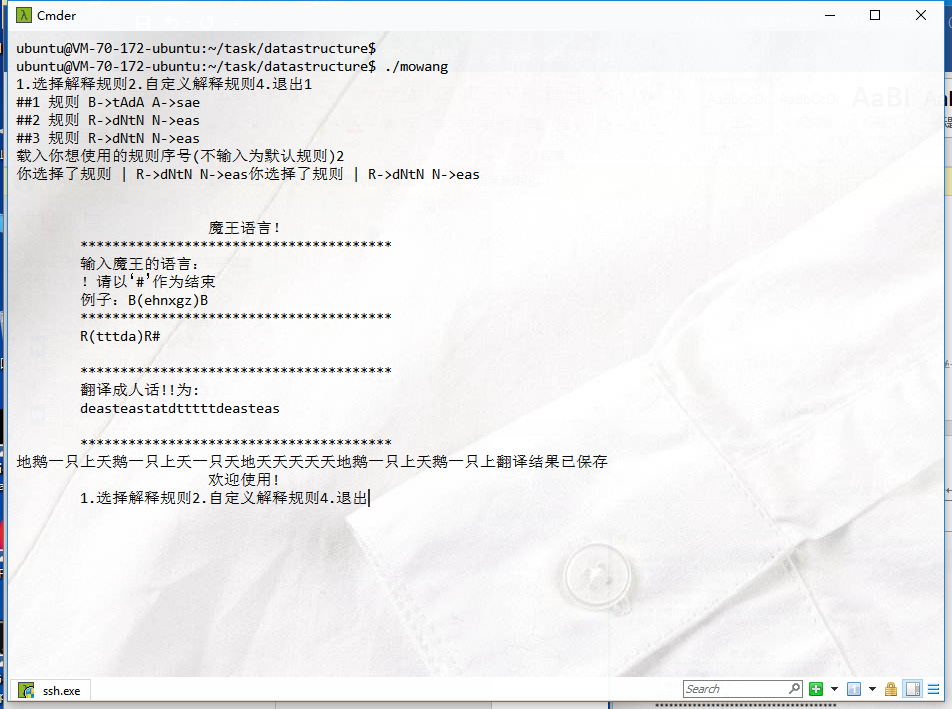 Cmder
ubuntu@VM-70-172-ubuntu:~/task/datastructure$
ubuntu@VM-70-172-ubuntu:~/task/datastructure$ ./mowang
1.选择解释规则2.自定义解释规则4.退出1
##1 规则 B->tAdA A->sae
##2 规则 R->dNtN N->eas
##3 规则 R->dNtN N->eas
载入你想使用的规则序号(不输入为默认规则)2
你选择了规则 | R->dNtN N->eas你选择了规则 | R->dNtN N->eas
魔王语言!
***************************************
输入魔王的语言:
! 请以‘#’作为结束
例子: B(ehnxgz)B
***************************************
R(tttda)R#
***************************************
翻译成人话!!为:
deasteastatdtttttdeasteas
***************************************
地鹅一只上天鹅一只上天一只天地天天天天天地鹅一只上天鹅一只上翻译结果已保存
欢迎使用!
1.选择解释规则2.自定义解释规则4.退出
ssh.exe
Search